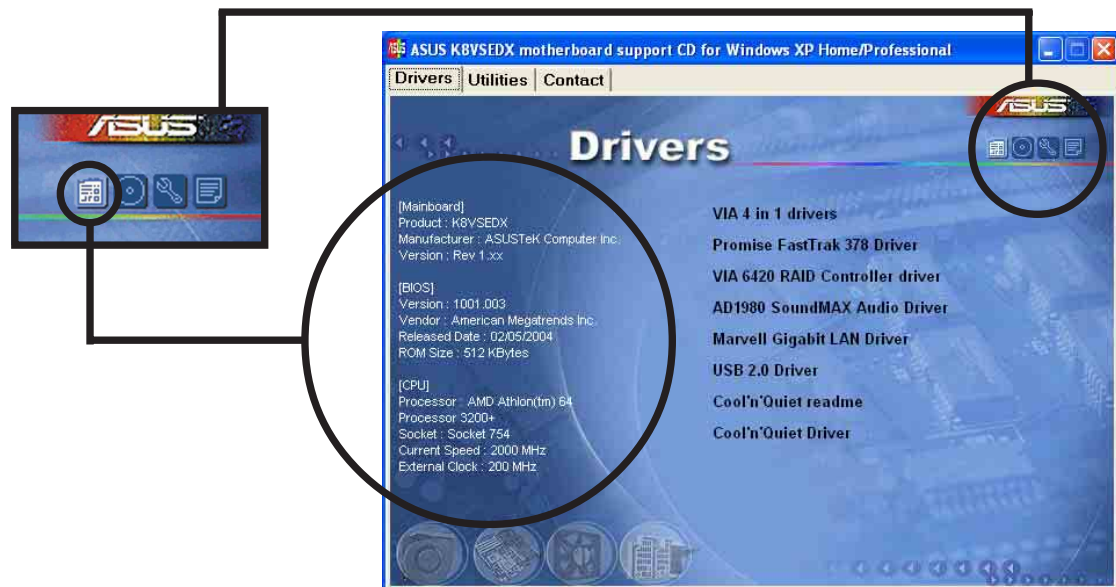 ASUS K8VSEDX motherboard support CD for Windows XP Home/Professional
Drivers Utilities Contact
ASUS
ASUS
Drivers
[Mainboard]
Product : K8VSEDX
Manufacturer : ASUSTeK Computer Inc.
Version : Rev 1.xx
[BIOS]
Version : 1001.003
Vendor : American Megatrends Inc.
Released Date : 02/05/2004
ROM Size : 512 KBytes
[CPU]
Processor : AMD Athlon(tm) 64
Processor 3200+
Socket : Socket 754
Current Speed : 2000 MHz
External Clock : 200 MHz
VIA 4 in 1 drivers
Promise FastTrak 378 Driver
VIA 6420 RAID Controller driver
AD1980 SoundMAX Audio Driver
Marvell Gigabit LAN Driver
USB 2.0 Driver
Cool'n'Quiet readme
Cool'n'Quiet Driver